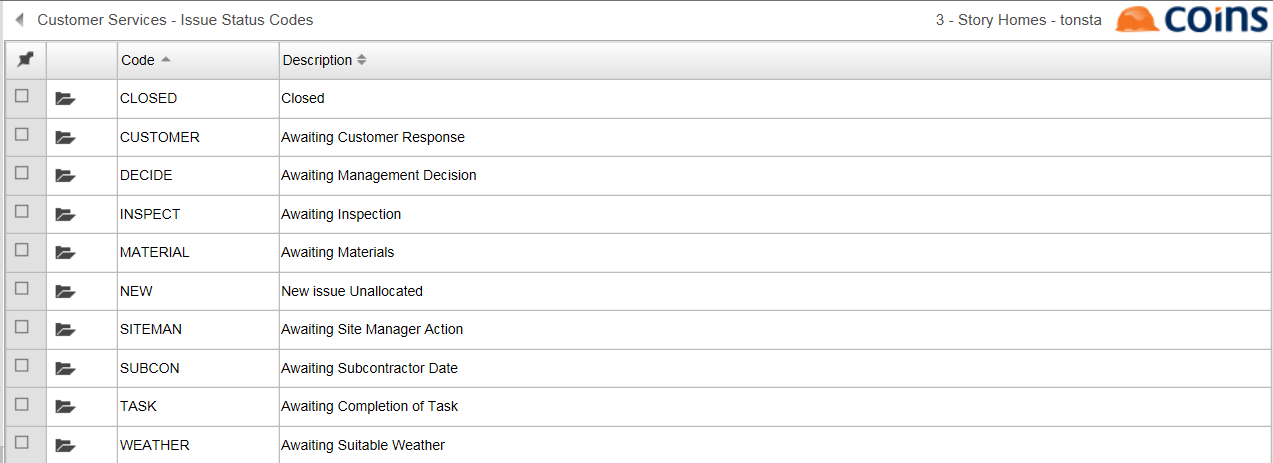 Customer Services - Issue Status Codes 3 - Story Homes - tonsta coins
Code Description
CLOSED Closed
CUSTOMER Awaiting Customer Response
DECIDE Awaiting Management Decision
INSPECT Awaiting Inspection
MATERIAL Awaiting Materials
NEW New issue Unallocated
SITEMAN Awaiting Site Manager Action
SUBCON Awaiting Subcontractor Date
TASK Awaiting Completion of Task
WEATHER Awaiting Suitable Weather